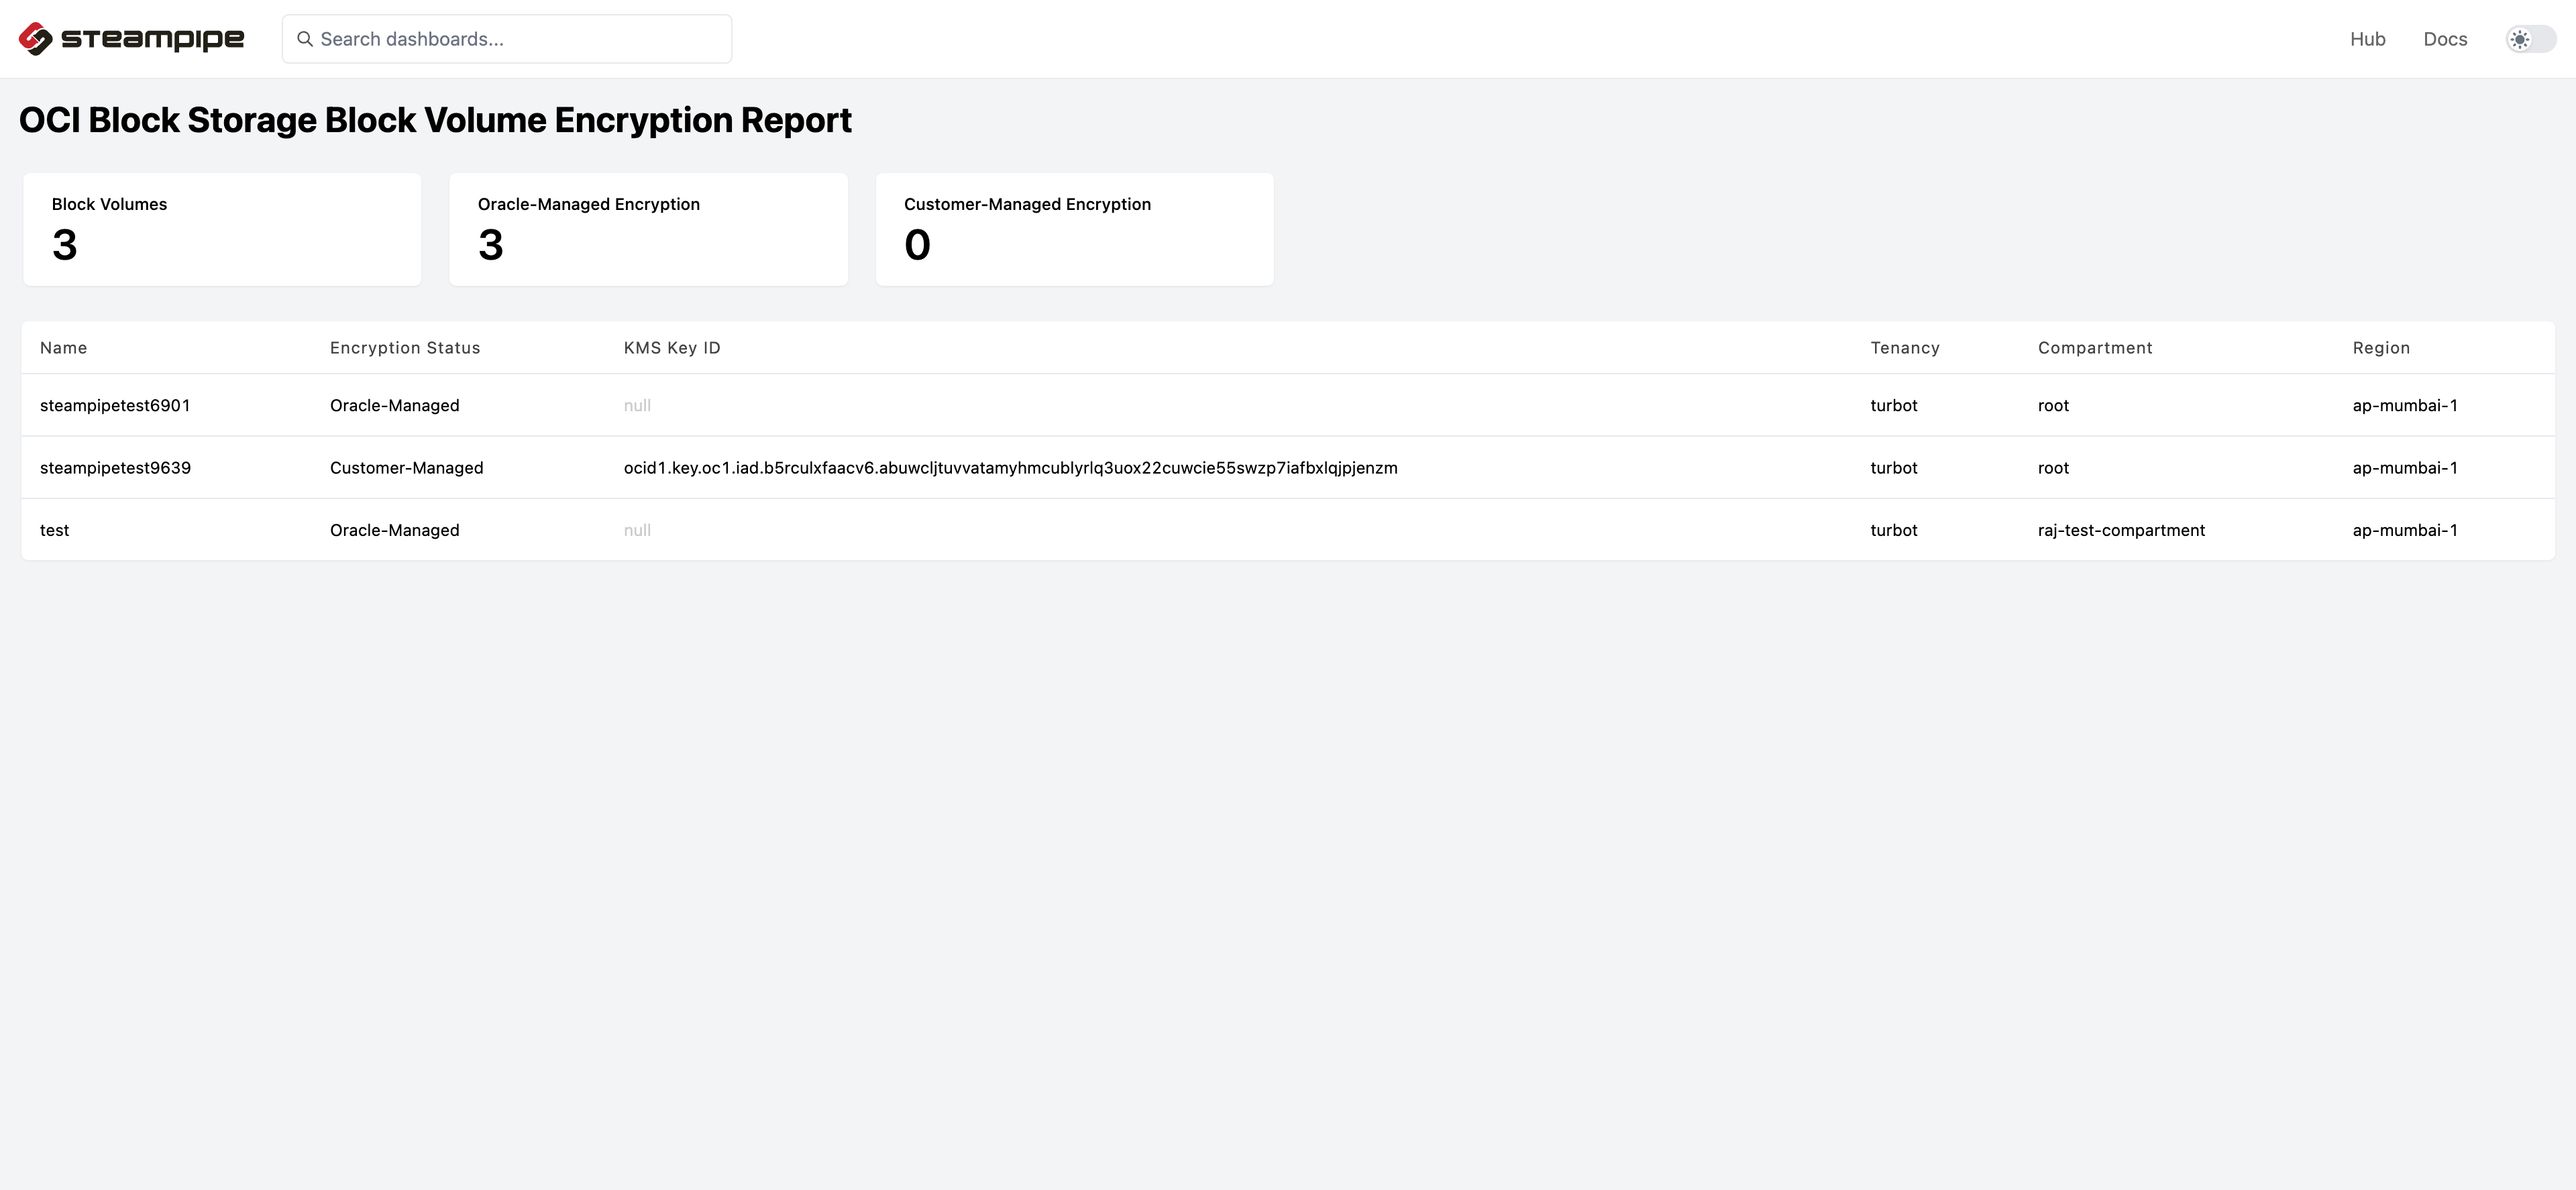 steampipe Search dashboards... Hub Docs
OCI Block Storage Block Volume Encryption Report
Block Volumes Oracle-Managed Encryption Customer-Managed Encryption
3 3 0
Name Encryption Status KMS Key ID Tenancy Compartment Region
steampipetest6901 Oracle-Managed null turbot root ap-mumbai-1
steampipetest9639 Customer-Managed ocid1.key.oc1.iad.b5rculxfaacv6.abuwcljtuvvatamyhmcublyrlq3uox22cuwcie55swzp7iafbxlqjpjenzm turbot root ap-mumbai-1
test Oracle-Managed null turbot raj-test-compartment ap-mumbai-1